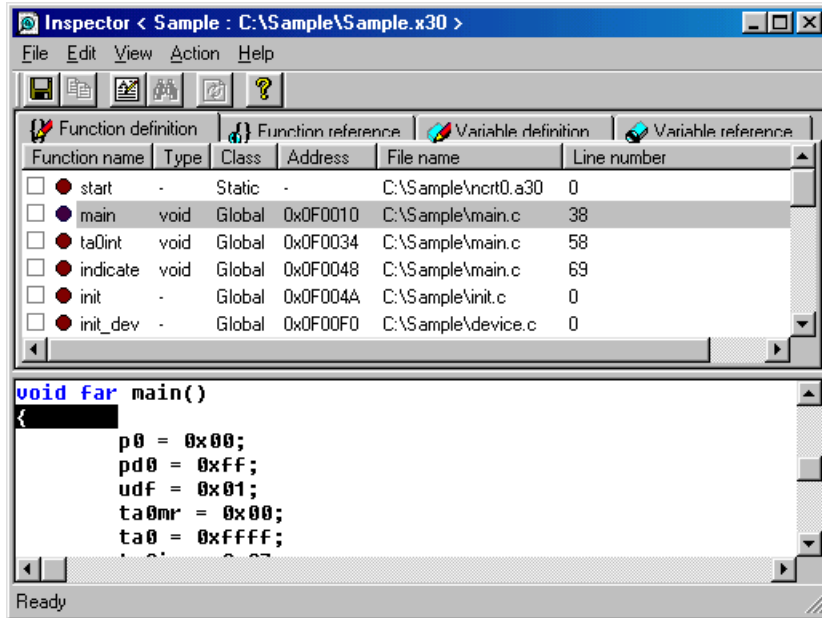 Inspector < Sample : C:\Sample\Sample.x30 >
File Edit View Action Help
Function definition Function reference Variable definition Variable reference
Function name Type Class Address File name Line number
start - Static - C:\Sample\ncrt0.a30 0
main void Global 0x0F0010 C:\Sample\main.c 38
ta0int void Global 0x0F0034 C:\Sample\main.c 58
indicate void Global 0x0F0048 C:\Sample\main.c 69
init - Global 0x0F004A C:\Sample\init.c 0
init_dev - Global 0x0F00F0 C:\Sample\device.c 0
void far main()
{
p0 = 0x00;
pd0 = 0xff;
udf = 0x01;
ta0mr = 0x00;
ta0 = 0xffff;
Ready